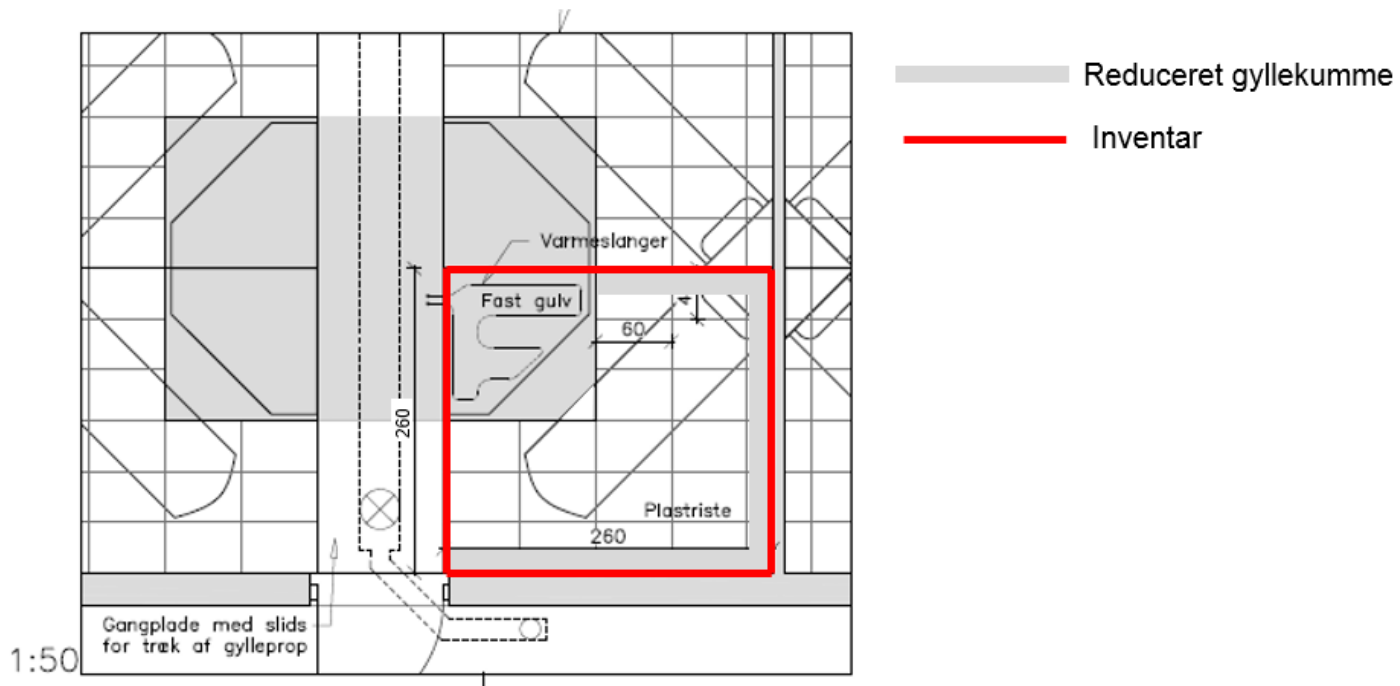 Reduceret gyllekumme
Inventar
Varmeslanger
Fast gulv
4
60
260
Plastriste
260
Gangplade med slids
for træk af gylleprop
1:50